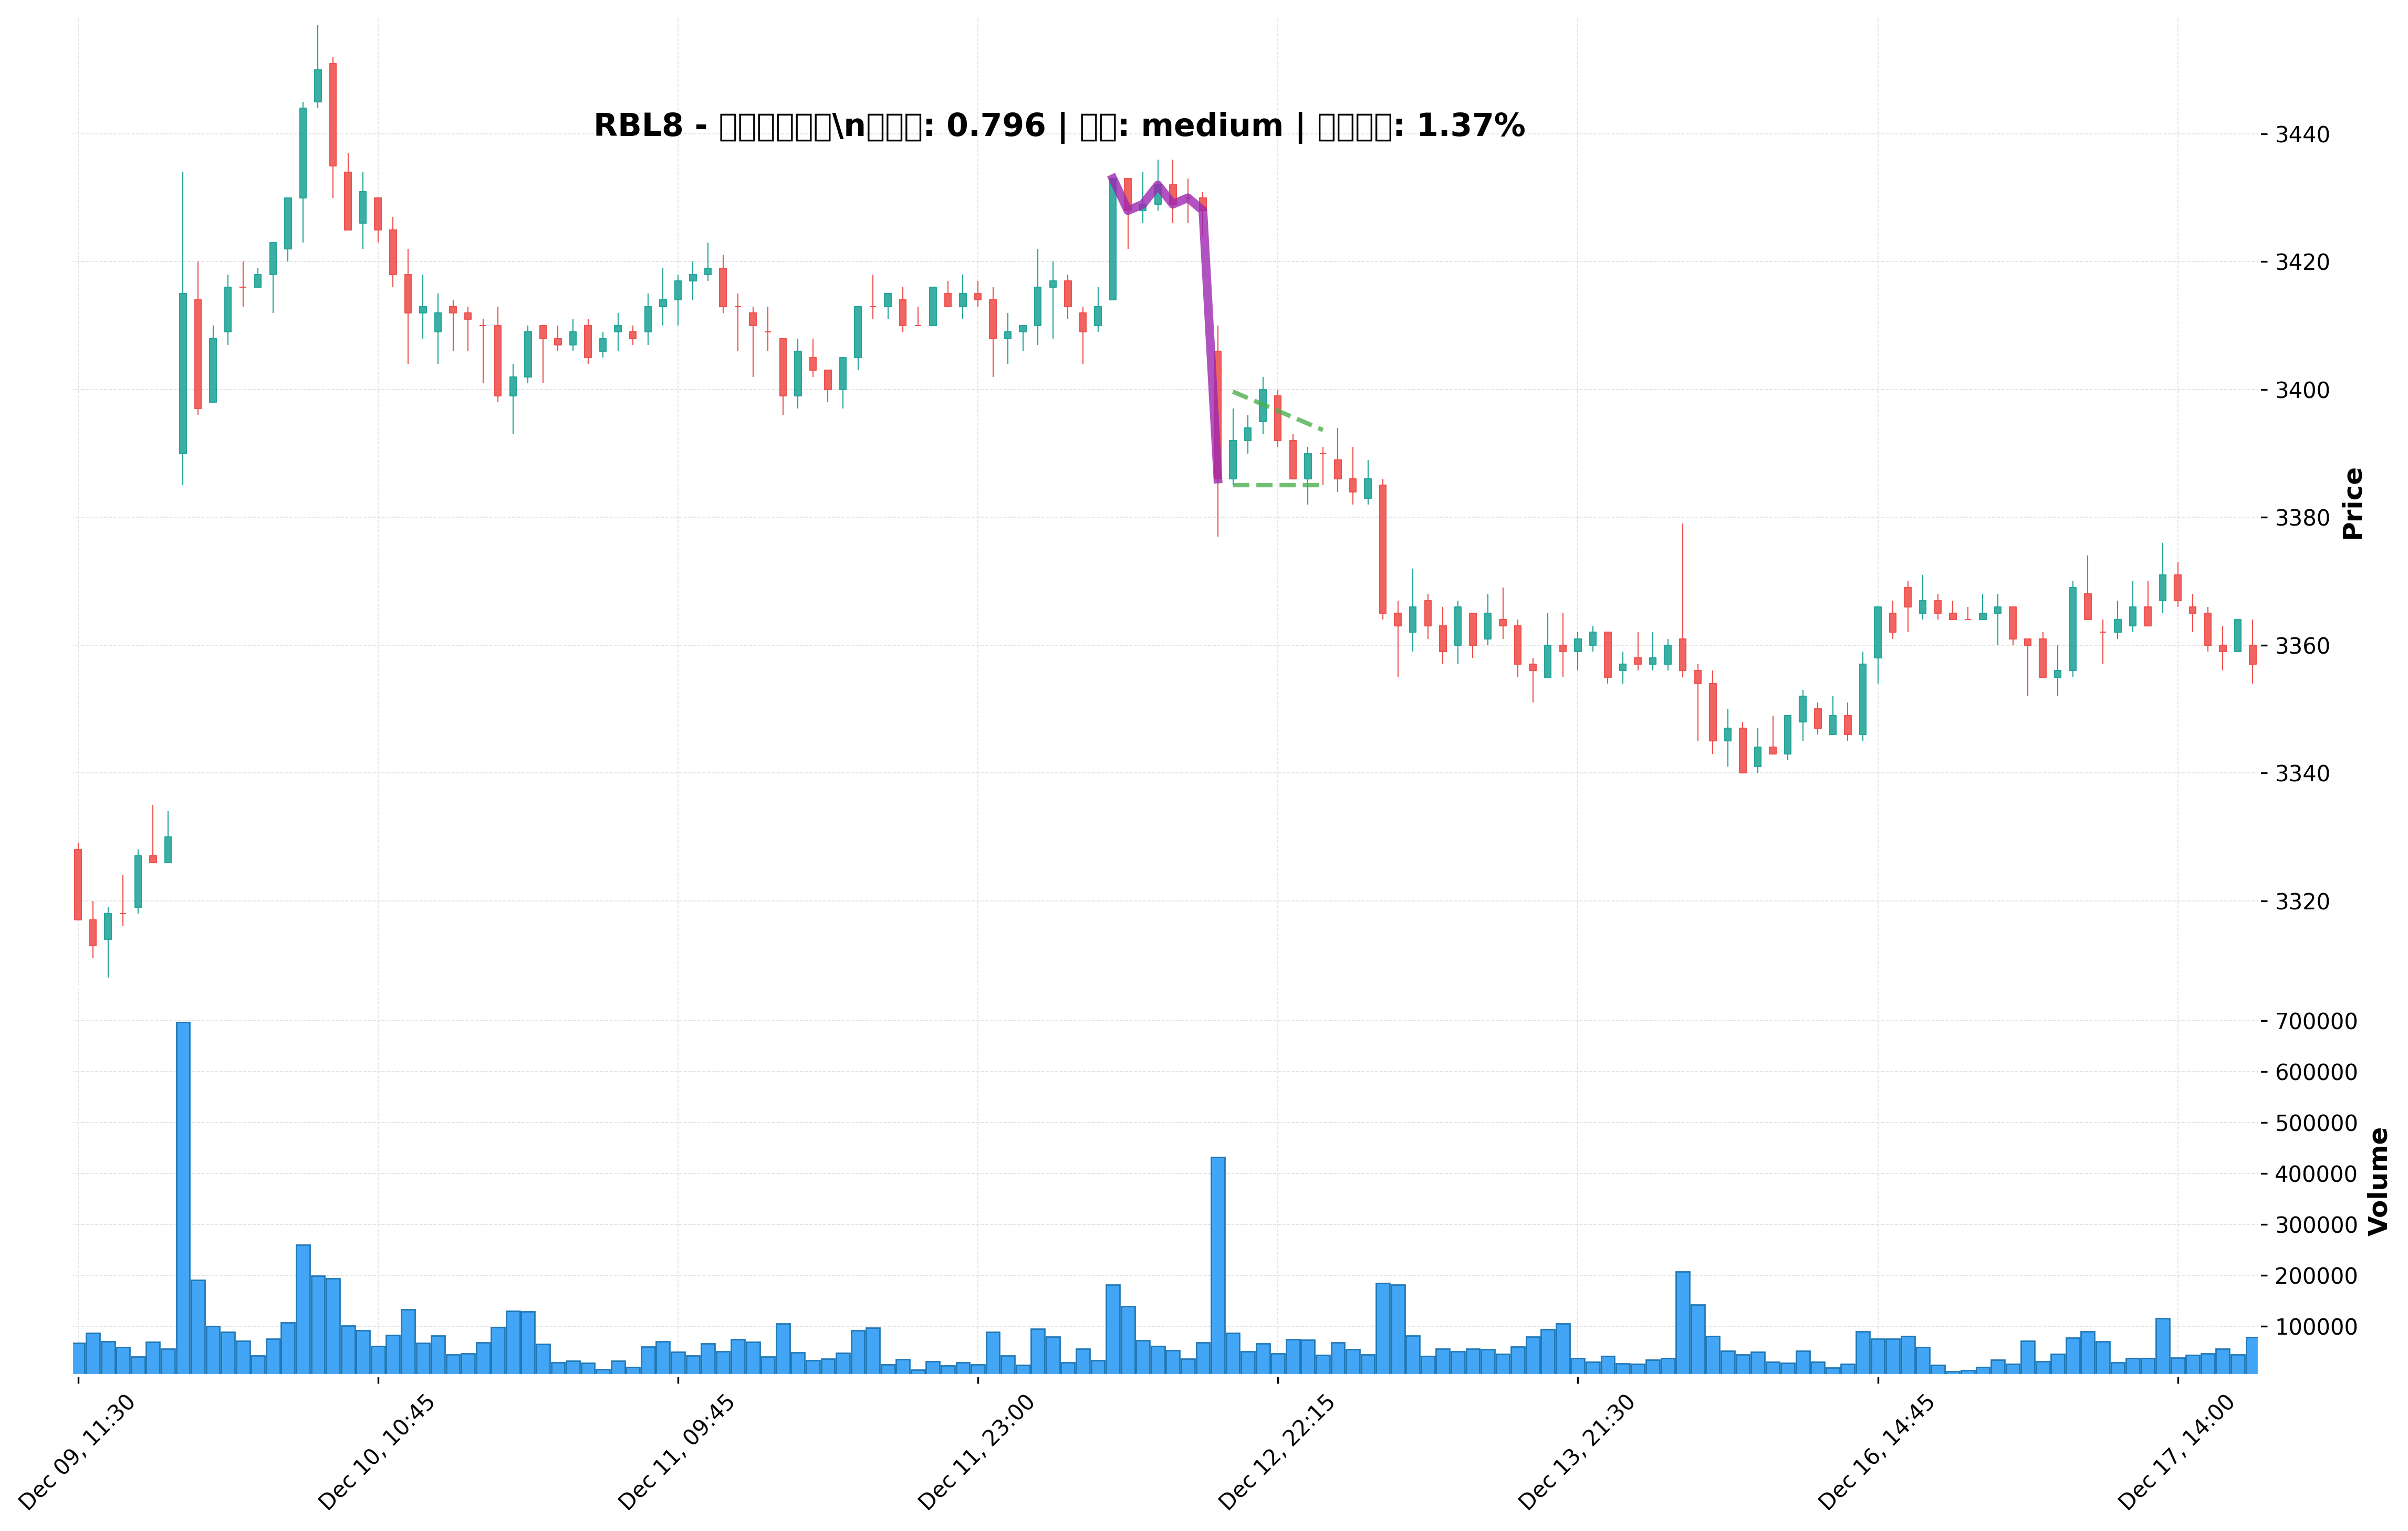 RBL8 - □□□□□□\n□□□: 0.796 | □□: medium | □□□□: 1.37%
3440
3420
3400
3380
3360
3340
3320
Price
700000
600000
500000
400000
300000
200000
100000
Volume
Dec 09, 11:30
Dec 10, 10:45
Dec 11, 09:45
Dec 11, 23:00
Dec 12, 22:15
Dec 13, 21:30
Dec 16, 14:45
Dec 17, 14:00